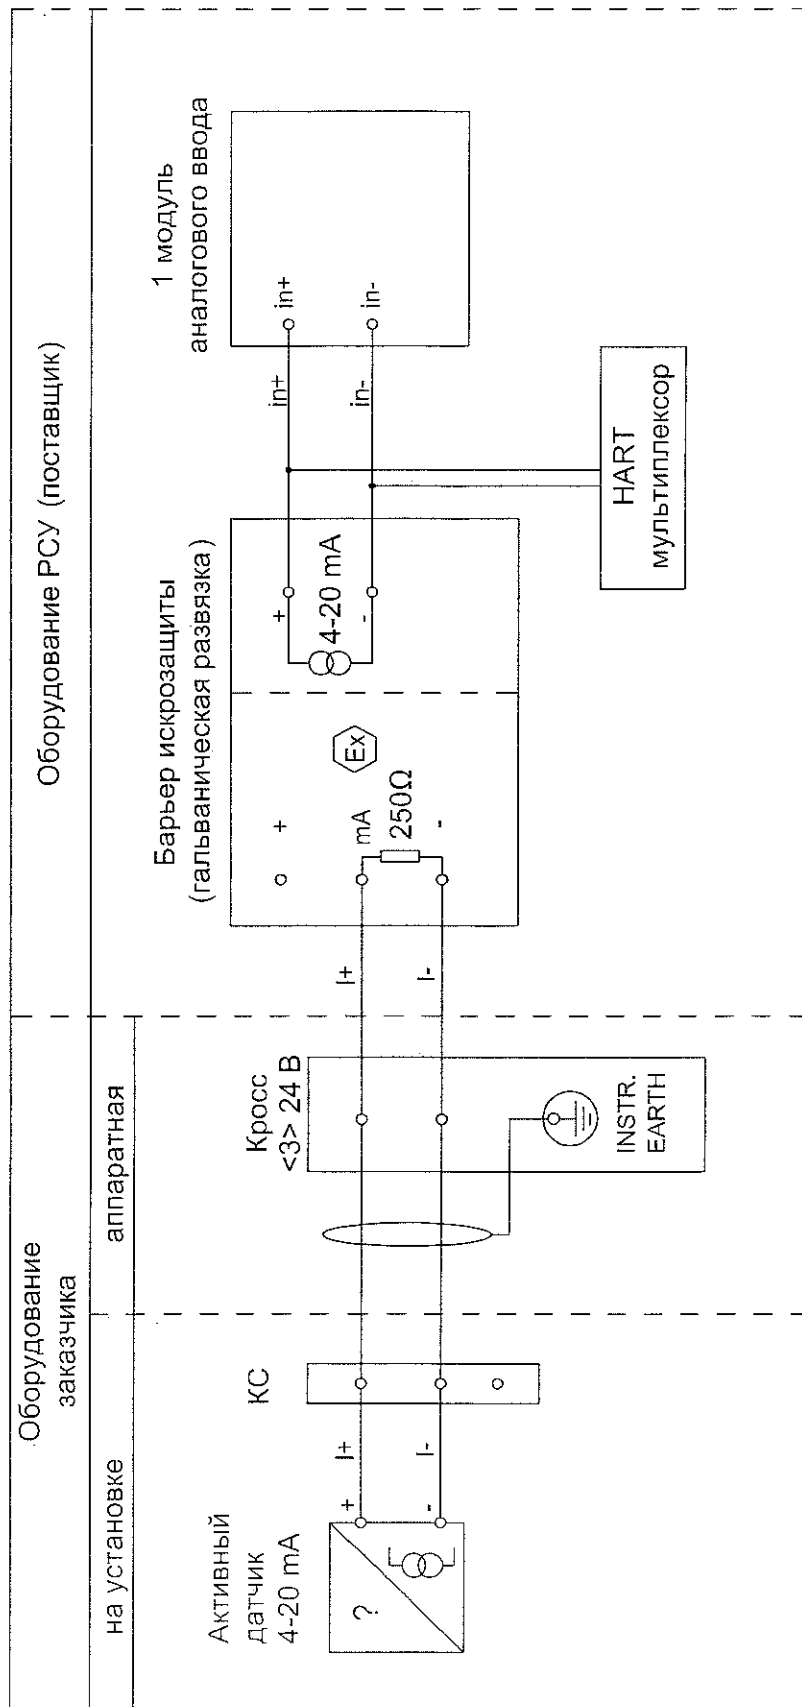 Оборудование
заказчика
Оборудование РСУ (поставщик)
на установке
аппаратная
Активный
датчик
4-20 mA
?
+
-
I+
I-
КС
Кросс
<3> 24 В
INSTR.
EARTH
I+
I-
Барьер искрозащиты
(гальваническая развязка )
+
mA
250Ω
-
Ex
+
4-20 mA
-
in+
in-
HART
мультиплексор
1 модуль
аналогового ввода
in+
in-